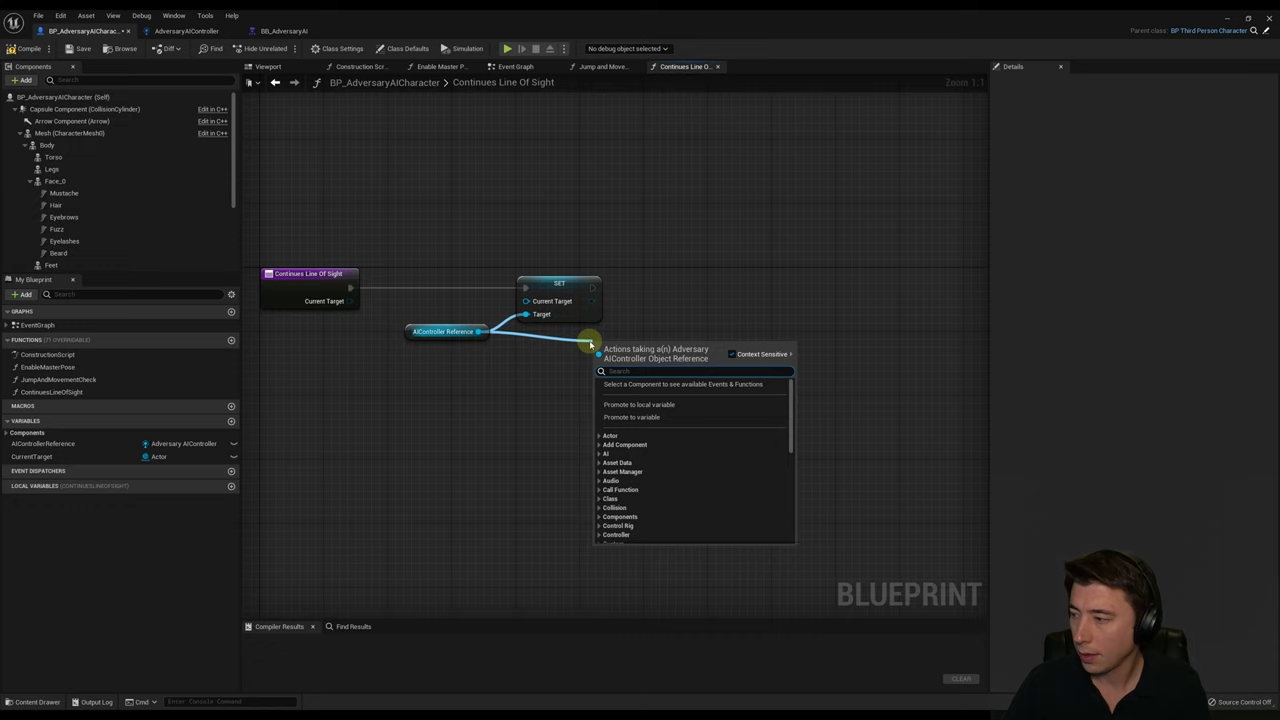 File Edit Asset View Debug Window Tools Help
BP_AdversaryAICharac... AdversaryAIController BB_AdversaryAI
Parent class: BP Third Person Character
Compile Save Browse Diff Find Hide Unrelated Class Settings Class Defaults Simulation No debug object selected
Components
Viewport Construction Scr... Enable Master P... Event Graph Jump and Move... Continues Line O... Details
Add Search
BP_AdversaryAICharacter > Continues Line Of Sight Zoom 1:1
BP_AdversaryAICharacter (Self)
Capsule Component (CollisionCylinder) Edit in C++
Arrow Component (Arrow) Edit in C++
Mesh (CharacterMesh0) Edit in C++
Body
Torso
Legs
Face_0
Mustache
Hair
Eyebrows
Fuzz
Eyelashes
Beard
Feet
My Blueprint
Add Search
GRAPHS
EventGraph
FUNCTIONS (71 OVERRIDABLE)
ConstructionScript
EnableMasterPose
JumpAndMovementCheck
ContinuesLineOfSight
MACROS
VARIABLES
Components
AIControllerReference Adversary AIController
CurrentTarget Actor
EVENT DISPATCHERS
LOCAL VARIABLES (CONTINUESLINEOFSIGHT)
Continues Line Of Sight
Current Target
SET
Current Target
Target
AIController Reference
Actions taking a(n) Adversary
AIController Object Reference
Context Sensitive
Search
Select a Component to see available Events & Functions
Promote to local variable
Promote to variable
Actor
Add Component
AI
Asset Data
Asset Manager
Audio
Call Function
Class
Collision
Components
Control Rig
Controller
BLUEPRINT
Compiler Results Find Results
CLEAR
Content Drawer Output Log Cmd Enter Console Command Source Control Off